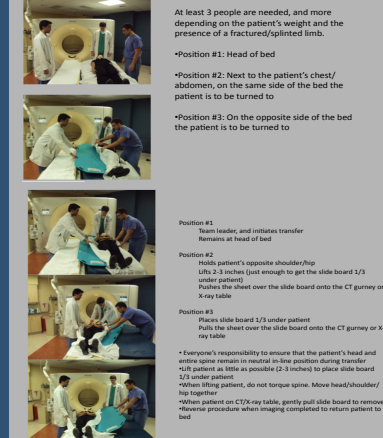 At least 3 people are needed, and more
depending on the patient's weight and the
presence of a fractured/splinted limb.
•Position #1: Head of bed
•Position #2: Next to the patient's chest/
abdomen, on the same side of the bed the
patient is to be turned to
•Position #3: On the opposite side of the bed
the patient is to be turned to
Position #1
Team leader, and initiates transfer
Remains at head of bed
Position #2
Holds patient's opposite shoulder/hip
Lifts 2-3 inches (just enough to get the slide board 1/3
under patient)
Pushes the sheet over the slide board onto the CT gurney or
X-ray table
Position #3
Places slide board 1/3 under patient
Pulls the sheet over the slide board onto the CT gurney or X-
ray table
• Everyone's responsibility to ensure that the patient's head and
entire spine remain in neutral in-line position during transfer
•Lift patient as little as possible (2-3 inches) to place slide board
1/3 under patient
•When lifting patient, do not torque spine. Move head/shoulder/
hip together
•When patient on CT/X-ray table, gently pull slide board to remove
•Reverse procedure when imaging completed to return patient to
bed